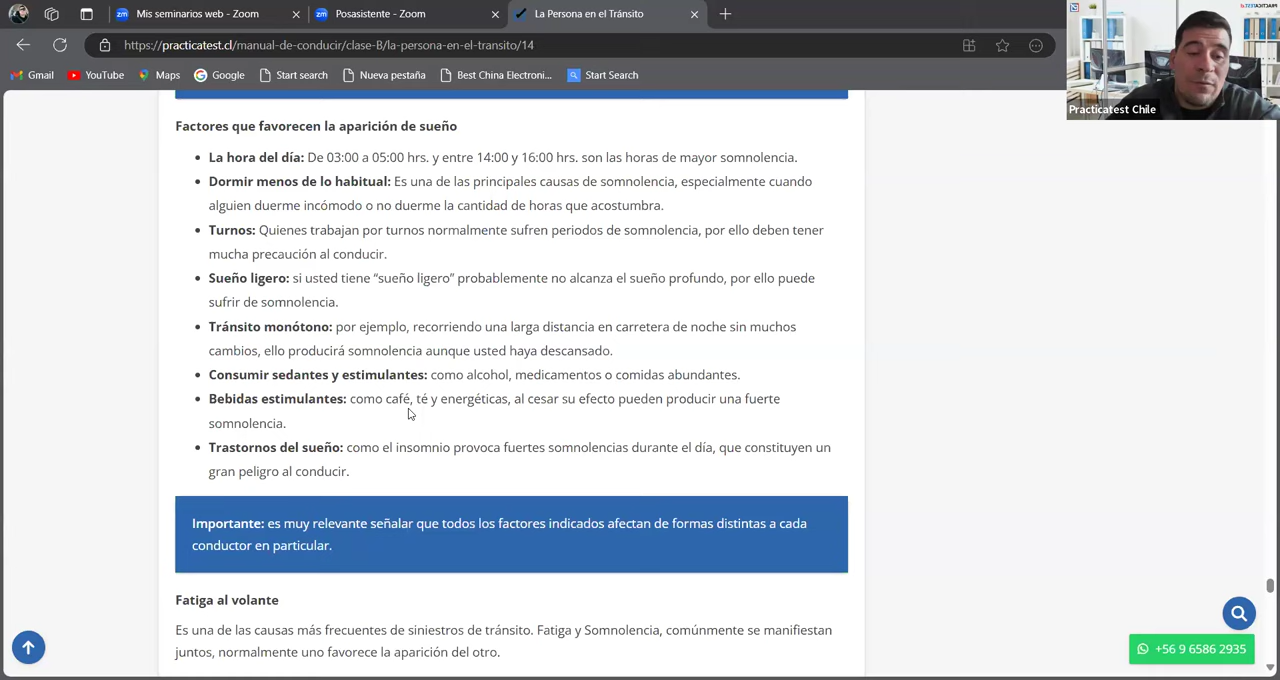 Mis seminarios web - Zoom
Posasistente - Zoom
La Persona en el Tránsito
https://practicatest.cl/manual-de-conducir/clase-B/la-persona-en-el-transito/14
Gmail
YouTube
Maps
Google
Start search
Nueva pestaña
Best China Electroni...
Start Search
Practicatest Chile
Factores que favorecen la aparición de sueño
La hora del día: De 03:00 a 05:00 hrs. y entre 14:00 y 16:00 hrs. son las horas de mayor somnolencia.
Dormir menos de lo habitual: Es una de las principales causas de somnolencia, especialmente cuando
alguien duerme incómodo o no duerme la cantidad de horas que acostumbra.
Turnos: Quienes trabajan por turnos normalmente sufren periodos de somnolencia, por ello deben tener
mucha precaución al conducir.
Sueño ligero: si usted tiene “sueño ligero” probablemente no alcanza el sueño profundo, por ello puede
sufrir de somnolencia.
Tránsito monótono: por ejemplo, recorriendo una larga distancia en carretera de noche sin muchos
cambios, ello producirá somnolencia aunque usted haya descansado.
Consumir sedantes y estimulantes: como alcohol, medicamentos o comidas abundantes.
Bebidas estimulantes: como café, té y energéticas, al cesar su efecto pueden producir una fuerte
somnolencia.
Trastornos del sueño: como el insomnio provoca fuertes somnolencias durante el día, que constituyen un
gran peligro al conducir.
Importante: es muy relevante señalar que todos los factores indicados afectan de formas distintas a cada
conductor en particular.
Fatiga al volante
Es una de las causas más frecuentes de siniestros de tránsito. Fatiga y Somnolencia, comúnmente se manifiestan
juntos, normalmente uno favorece la aparición del otro.
+56 9 6586 2935